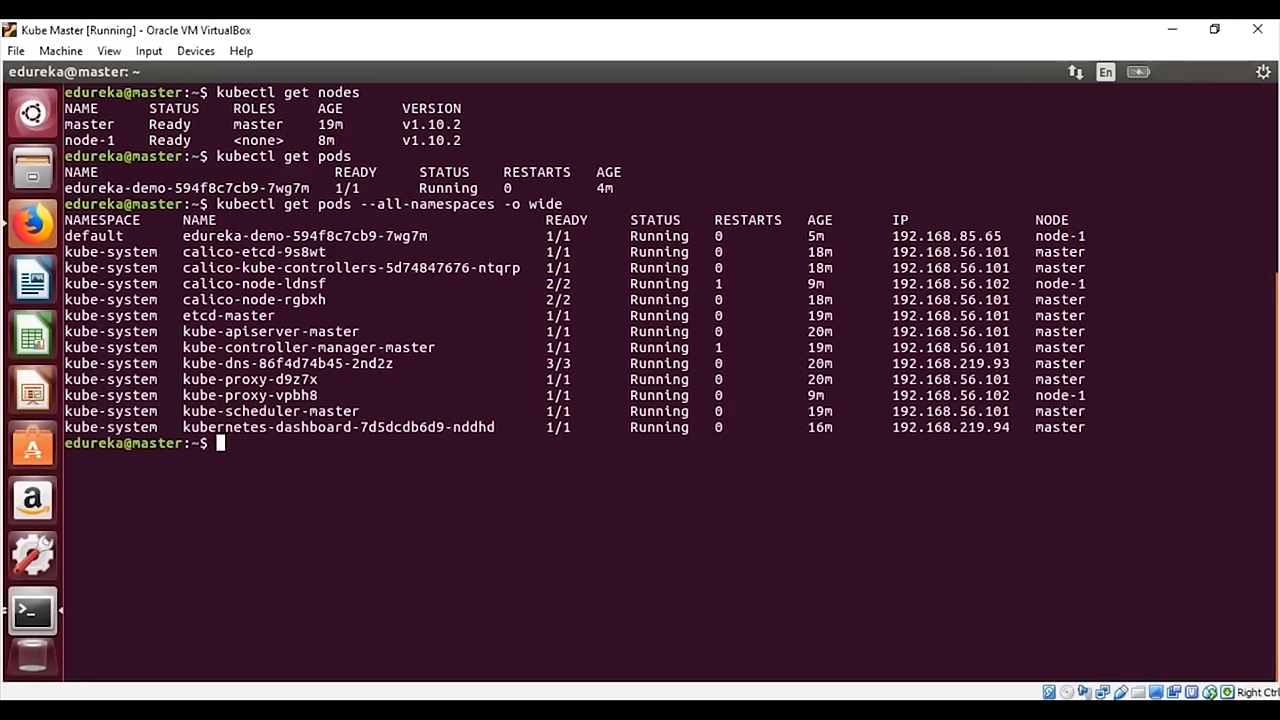 Kube Master [Running] - Oracle VM VirtualBox
File Machine View Input Devices Help
edureka@master: ~
En
edureka@master:~$ kubectl get nodes
NAME STATUS ROLES AGE VERSION
master Ready master 19m v1.10.2
node-1 Ready <none> 8m v1.10.2
edureka@master:~$ kubectl get pods
NAME READY STATUS RESTARTS AGE
edureka-demo-594f8c7cb9-7wg7m 1/1 Running 0 4m
edureka@master:~$ kubectl get pods --all-namespaces -o wide
NAMESPACE NAME READY STATUS RESTARTS AGE IP NODE
default edureka-demo-594f8c7cb9-7wg7m 1/1 Running 0 5m 192.168.85.65 node-1
kube-system calico-etcd-9s8wt 1/1 Running 0 18m 192.168.56.101 master
kube-system calico-kube-controllers-5d74847676-ntqrp 1/1 Running 0 18m 192.168.56.101 master
kube-system calico-node-ldnsf 2/2 Running 1 9m 192.168.56.102 node-1
kube-system calico-node-rgbxh 2/2 Running 0 18m 192.168.56.101 master
kube-system etcd-master 1/1 Running 0 19m 192.168.56.101 master
kube-system kube-apiserver-master 1/1 Running 0 20m 192.168.56.101 master
kube-system kube-controller-manager-master 1/1 Running 1 19m 192.168.56.101 master
kube-system kube-dns-86f4d74b45-2nd2z 3/3 Running 0 20m 192.168.219.93 master
kube-system kube-proxy-d9z7x 1/1 Running 0 20m 192.168.56.101 master
kube-system kube-proxy-vpbh8 1/1 Running 0 9m 192.168.56.102 node-1
kube-system kube-scheduler-master 1/1 Running 0 19m 192.168.56.101 master
kube-system kubernetes-dashboard-7d5dcdb6d9-nddhd 1/1 Running 0 16m 192.168.219.94 master
edureka@master:~$
Right Ctrl